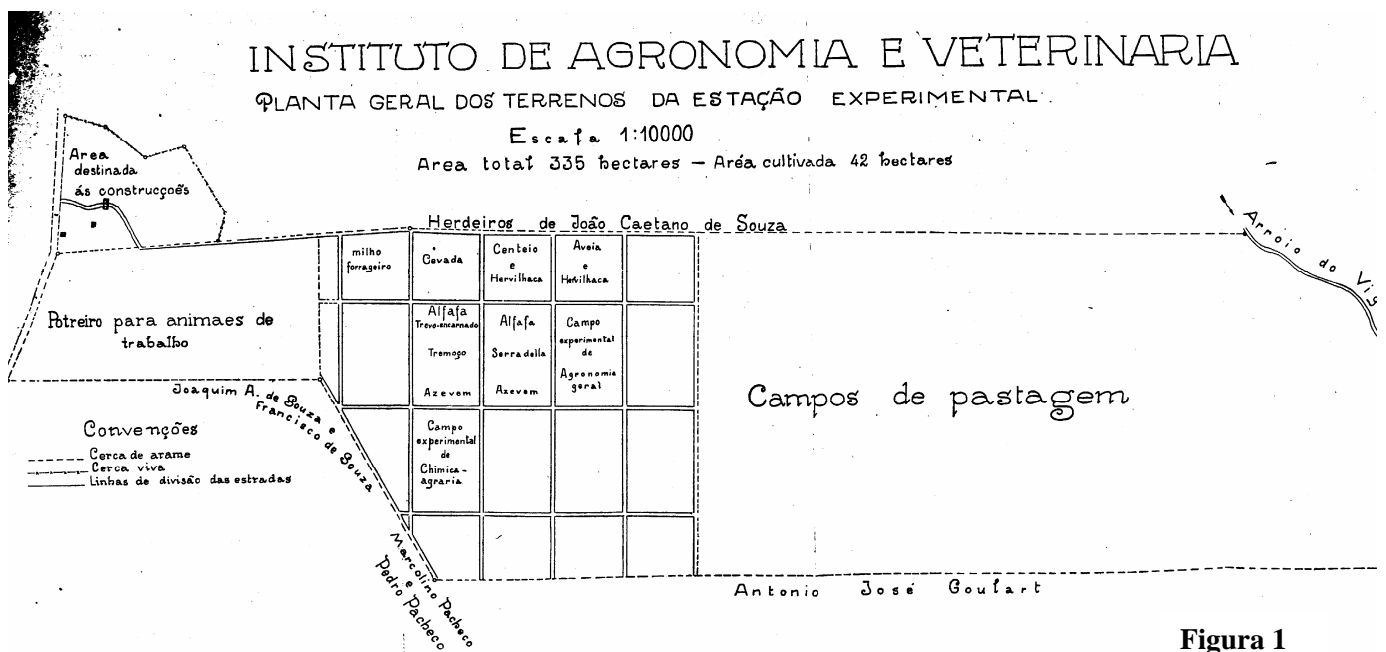 INSTITUTO DE AGRONOMIA E VETERINARIA
PLANTA GERAL DOS TERRENOS DA ESTAÇÃO EXPERIMENTAL.
Escala 1:10000
Area total 335 hectares — Aréa cultivada 42 hectares
Area
destinada
ás construcções
Herdeiros de João Caetano de Souza
Arroio do Vig
milho
forrageiro
Cevada
Centeio
e
Hervilhaca
Aveia
e
Hervilhaca
Potreiro para animaes de
trabalho
Alfafa
Trevo-encarnado
Tremoço
Azevem
Alfafa
Serradella
Azevem
Campo
experimental
de
Agronomia
geral
Campos de pastagem
Joaquim A. de Souza e
Francisco de Souza
Convenções
Cerca de arame
Cerca viva
Linhas de divisão das estradas
Campo
experimental
de
Chimica-
agraria
Marcolino Pacheco
e
Pedro Pacheco
Antonio José Goulart
Figura 1